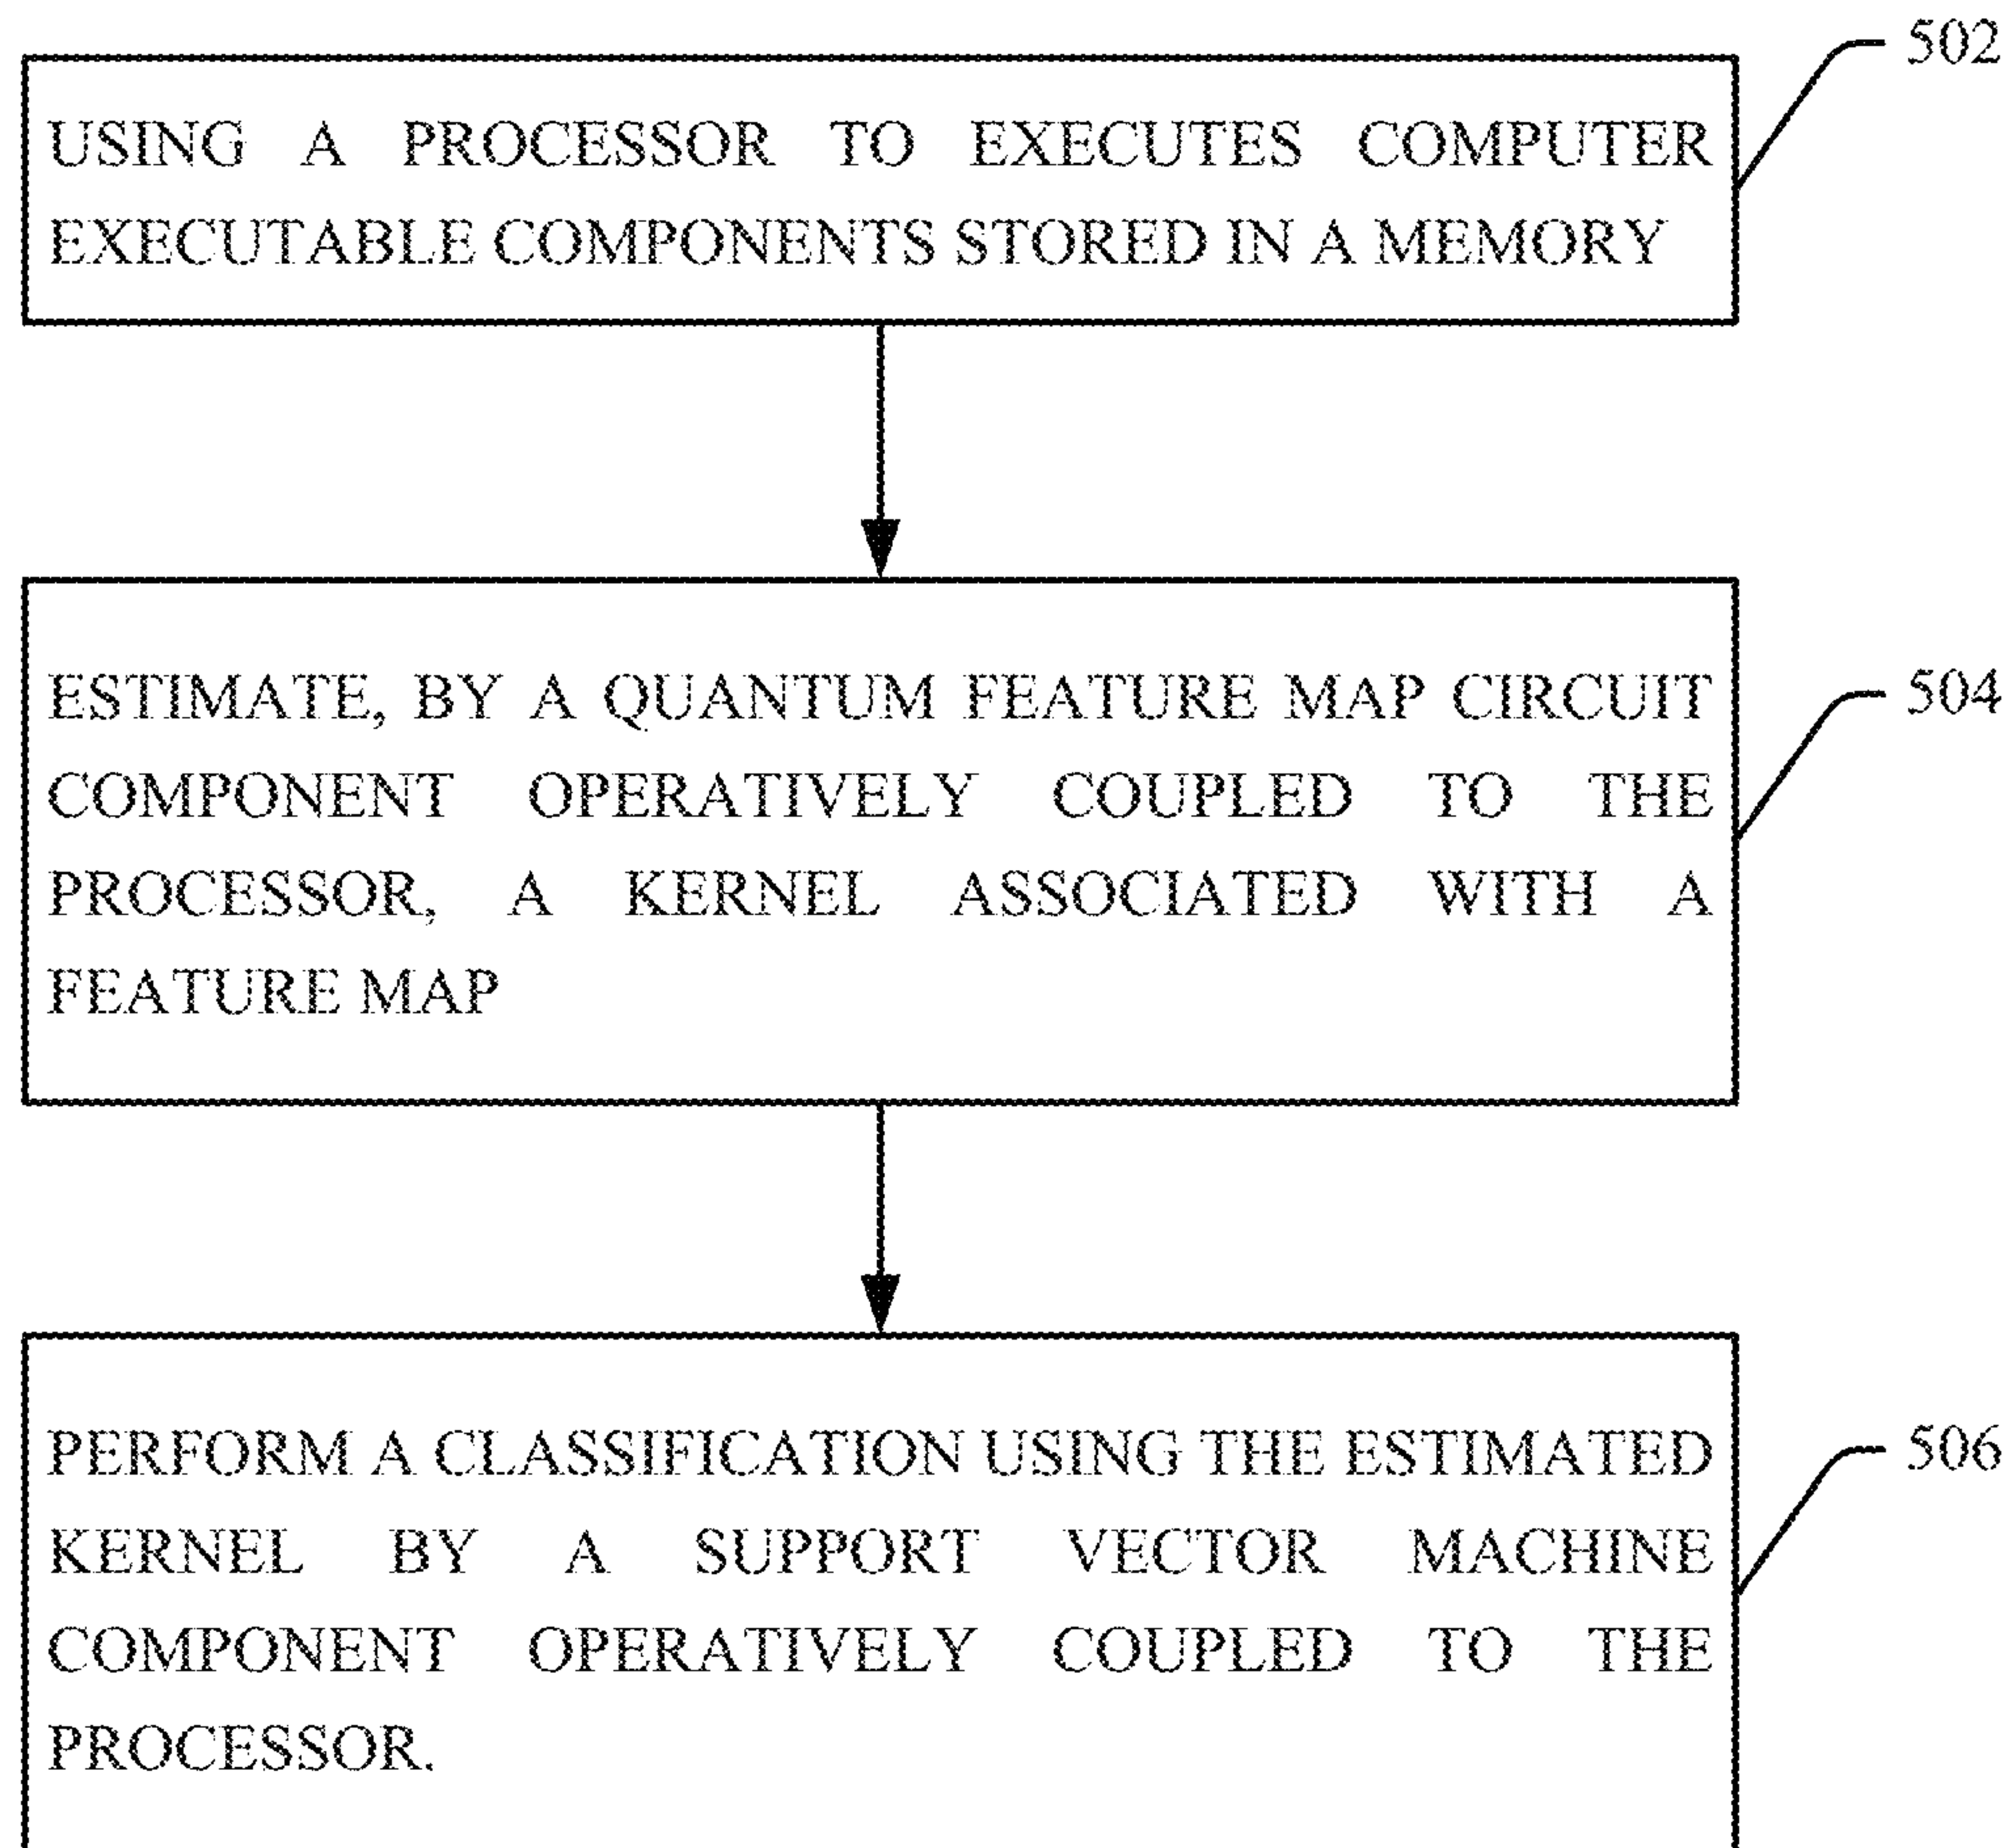 502
USING A PROCESSOR TO EXECUTES COMPUTER
EXECUTABLE COMPONENTS STORED IN A MEMORY
ESTIMATE, BY A QUANTUM FEATURE MAP CIRCUIT
504
COMPONENT OPERATIVELY COUPLED TO THE
PROCESSOR, A KERNEL ASSOCIATED WITH A
FEATURE MAP
PERFORM A CLASSIFICATION USING THE ESTIMATED
506
KERNEL BY A SUPPORT VECTOR MACHINE
COMPONENT OPERATIVELY COUPLED TO THE
PROCESSOR.